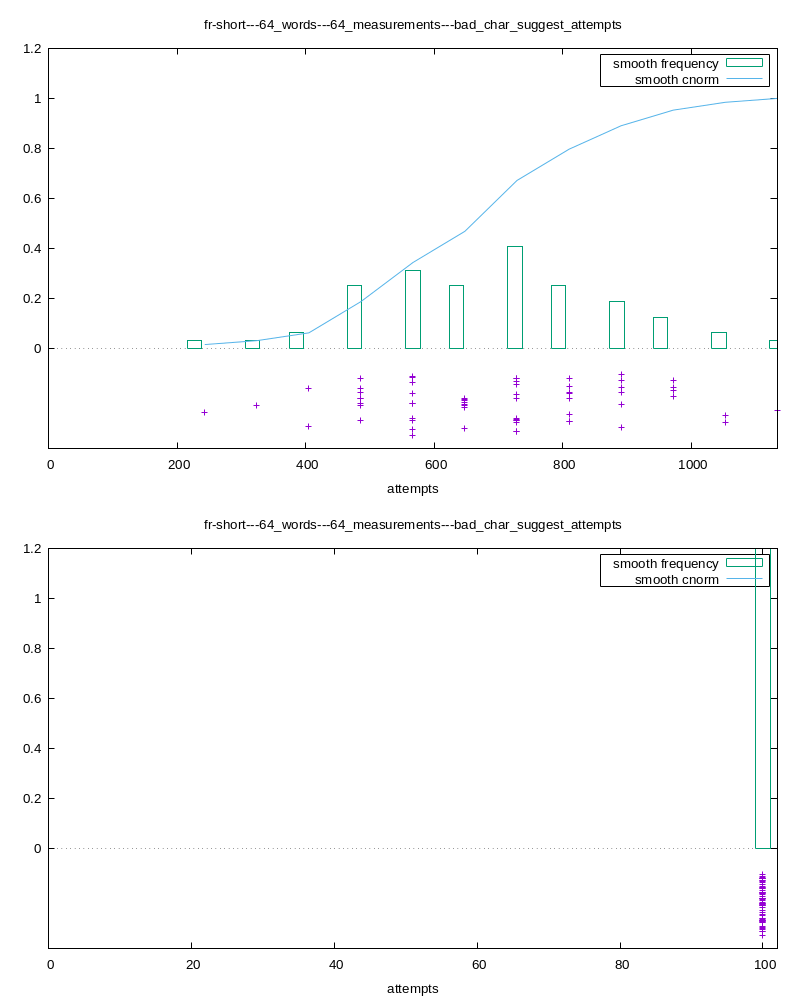 fr-short---64_words---64_measurements---bad_char_suggest_attempts
smooth frequency
smooth cnorm
1.2
1
0.8
0.6
0.4
0.2
0
0 200 400 600 800 1000
attempts
fr-short---64_words---64_measurements---bad_char_suggest_attempts
smooth frequency
smooth cnorm
1.2
1
0.8
0.6
0.4
0.2
0
0 20 40 60 80 100
attempts